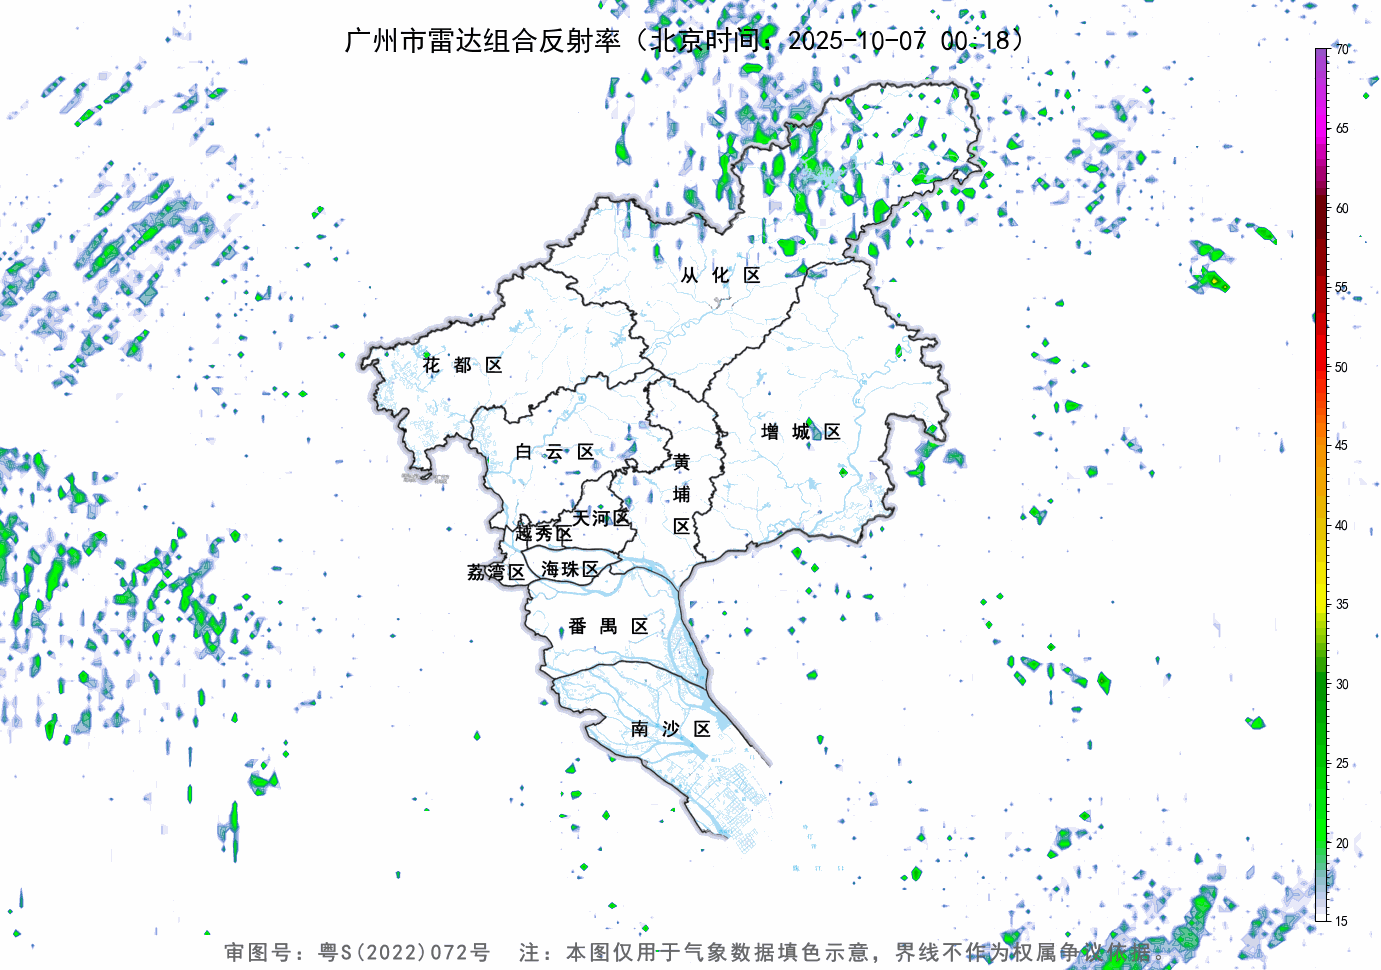 广州市雷达组合反射率（北京时间：2025-10-07 00:18）
70
65
60
55
50
45
40
35
30
25
20
15
从化区
花都区
增城区
白云区
黄埔区
天河区
越秀区
荔湾区
海珠区
番禺区
南沙区
审图号：粤S(2022)072号 注：本图仅用于气象数据填色示意，界线不作为权属争议依据。